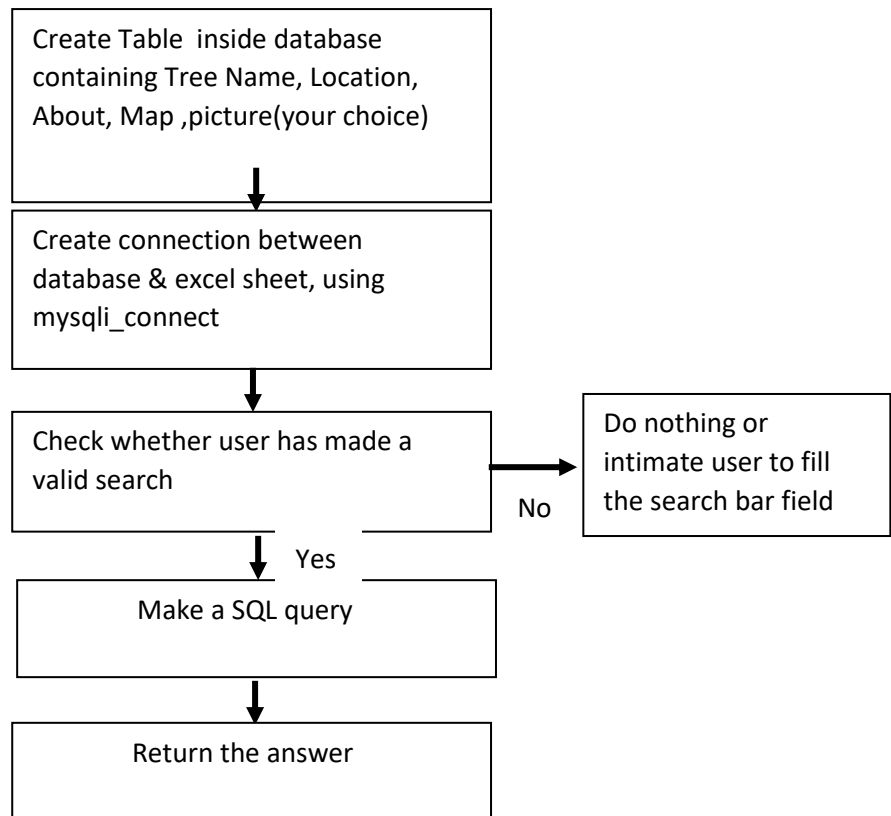 Create Table  inside database
containing Tree Name, Location,
About, Map ,picture(your choice)
Create connection between
database & excel sheet, using
mysqli_connect
Check whether user has made a
valid search
No
Do nothing or
intimate user to fill
the search bar field
Yes
Make a SQL query
Return the answer